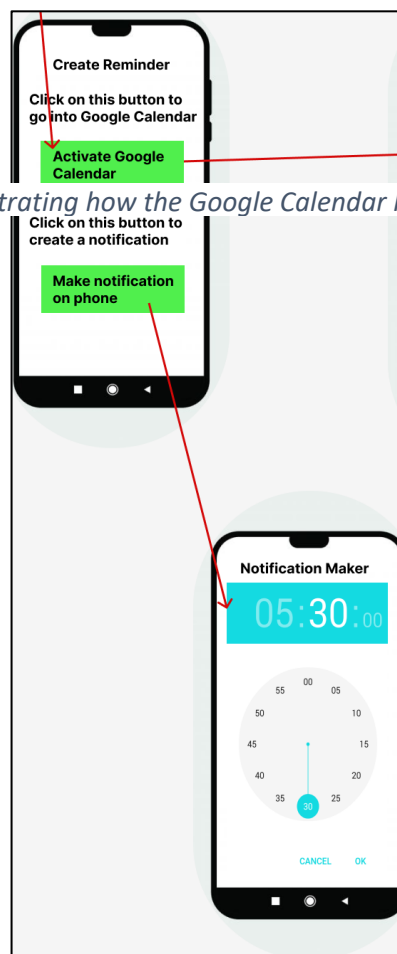 Create Reminder
Click on this button to
go into Google Calendar
Activate Google
Calendar
trating how the Google Calendar
Click on this button to
create a notification
Make notification
on phone
Notification Maker
05:30:00
00
55 05
50 10
45 15
40 20
35 25
30
CANCEL OK